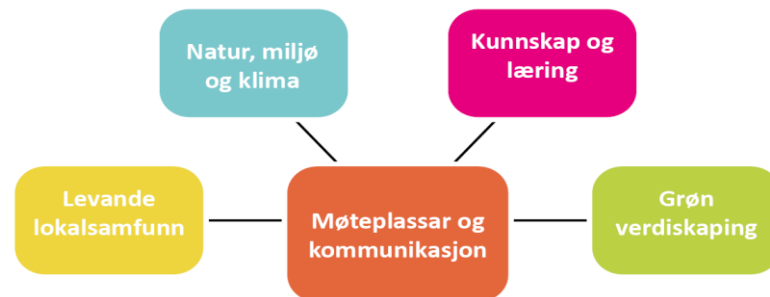 Natur, miljø
og klima
Kunnskap og
læring
Levande
lokalsamfunn
Møteplassar og
kommunikasjon
Grøn
verdiskaping